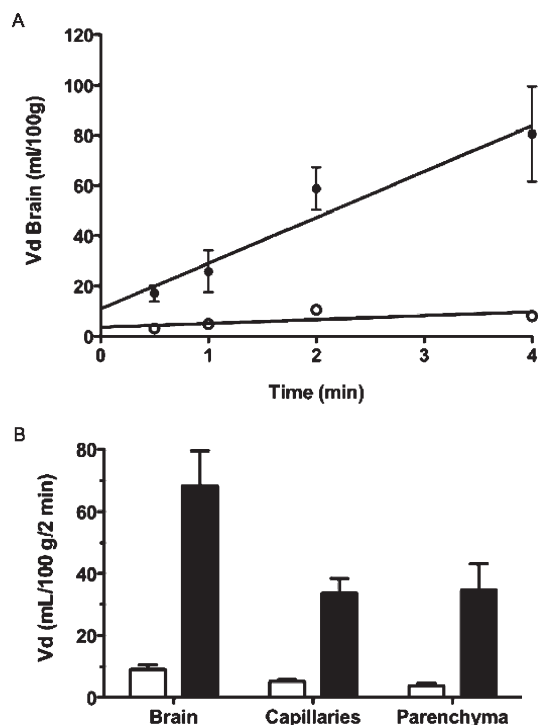 A
120
100
80
60
40
20
0
Vd Brain (ml/100g)
0 1 2 3 4
Time (min)
B
80
60
40
20
0
Vd (mL/100 g/2 min)
Brain Capillaries Parenchyma